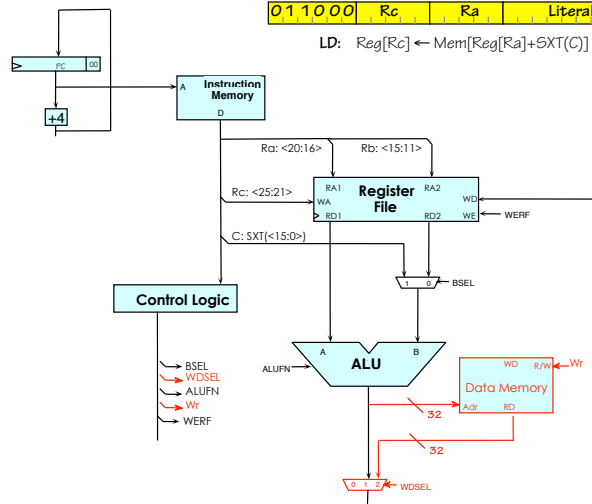 011000 Rc Ra Literal
LD: Reg[Rc] ← Mem[Reg[Ra]+SXT(C)]
PC 00
+4
A Instruction Memory
D
Ra: <20:16> Rb: <15:11>
RA1 Register File RA2
Rc: <25:21> WA WD
RD1 RD2 WE WERF
C: SXT(<15:0>)
1 0 BSEL
Control Logic
A ALU B
ALUFN
BSEL
WDSEL
ALUFN
Wr
WERF
WD R/W Wr
Data Memory
Adr RD
32
32
0 1 2 WDSEL